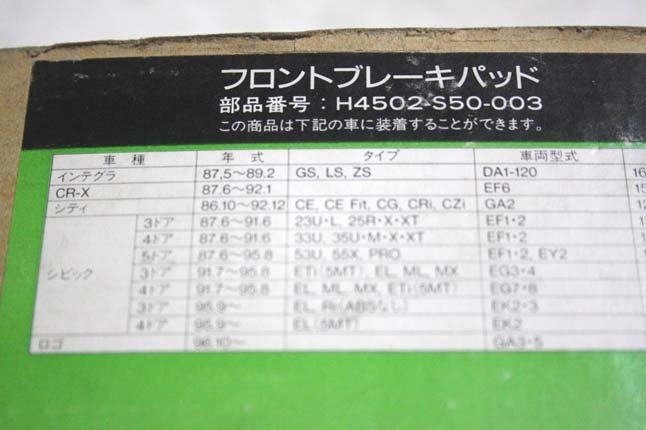 フロントブレーキパッド
部品番号：H4502-S50-003
この商品は下記の車に装着することができます。
車種 年式 タイプ 車両型式
インテグラ 87,5～89.2 GS, LS, ZS DA1-120
CR-X 87.6～92.1 EF6
シティ 86.10～92.12 CE, CE Fit, CG, CRi, CZi GA2
シビック 3ドア 87.6～91.6 23U・L, 25R・X・XT EF1・2
4ドア 87.6～91.6 33U, 35U・M・X・XT EF1・2
5ドア 87.6～95.8 53U, 55X, PRO EF1・2, EY2
3ドア 91.7～95.8 ETi (5MT), EL, ML, MX EG3・4
4ドア 91.7～95.8 EL, ML, MX, ETi (5MT) EG7・8
3ドア 95.9～ EL, Ri (ABSなし) EK2・3
4ドア 95.9～ EL (5MT) EK2
ロゴ 96.10～ GA3・5